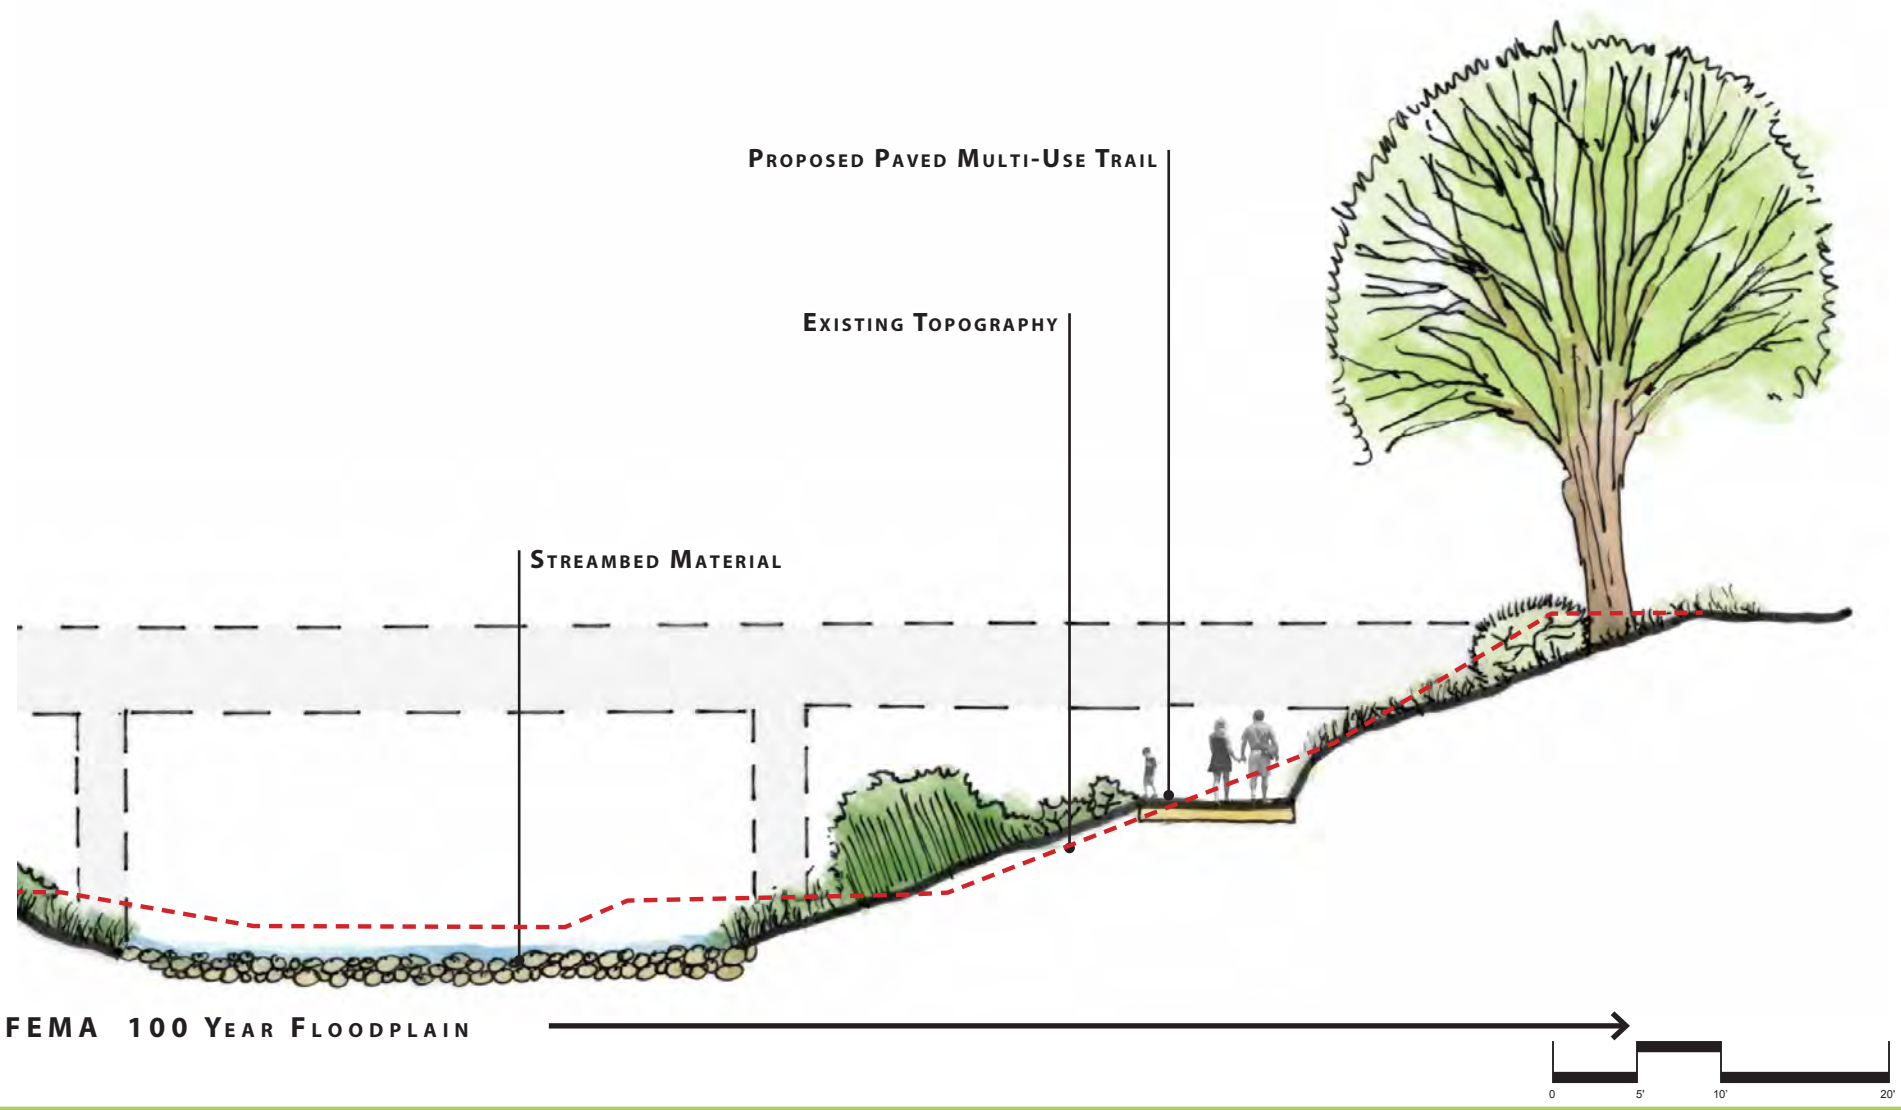 Proposed Paved Multi-Use Trail
Existing Topography
Streambed Material
FEMA 100 Year Floodplain
0 5' 10' 20'